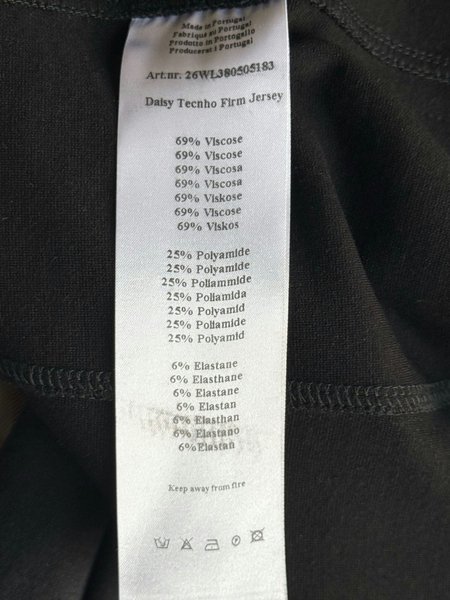 Made in Portugal
Fabriqué au Portugal
Prodotto in Portogallo
Producerat i Portugal
Art:nr. 26WL380505183
Daisy Tecnho Firm Jersey
69% Viscose
69% Viscose
69% Viscosa
69% Viscosa
69% Viskose
69% Viscose
69% Viskos
25% Polyamide
25% Polyamide
25% Poliammide
25% Poliamida
25% Polyamid
25% Poliamide
25% Polyamid
6% Elastane
6% Elasthane
6% Elastane
6% Elastan
6% Elasthan
6% Elastano
6%Elastan
Keep away from fire